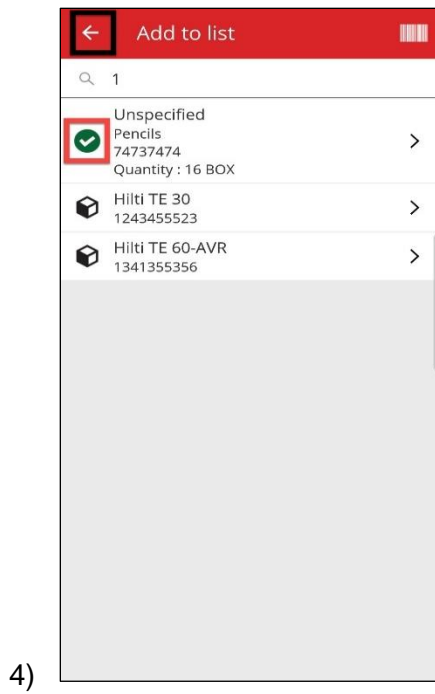 Add to list
1
Unspecified
Pencils
74737474
Quantity : 16 BOX
Hilti TE 30
1243455523
Hilti TE 60-AVR
1341355356
4)